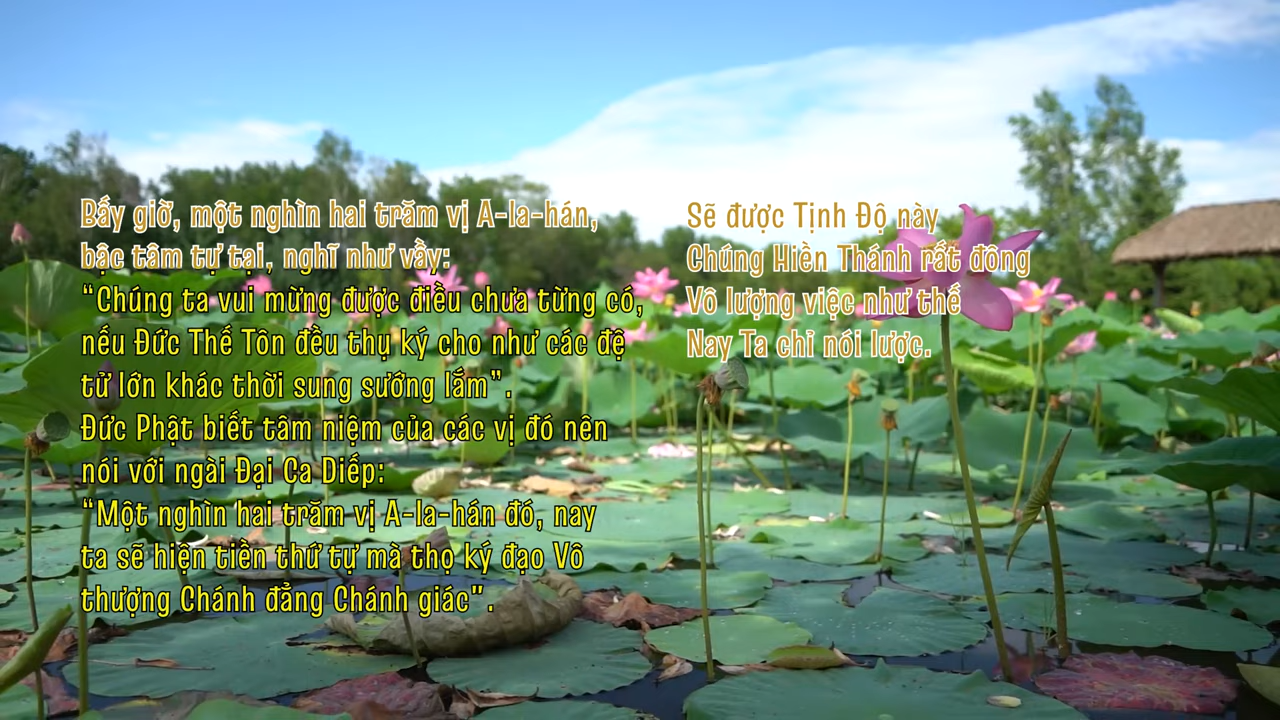 Bấy giờ, một nghìn hai trăm vị A-la-hán,
bậc tâm tự tại, nghĩ như vầy:
“Chúng ta vui mừng được điều chưa từng có,
nếu Đức Thế Tôn đều thụ ký cho như các đệ
tử lớn khác thời sung sướng lắm”.
Đức Phật biết tâm niệm của các vị đó nên
nói với ngài Đại Ca Diếp:
“Một nghìn hai trăm vị A-la-hán đó, nay
ta sẽ hiện tiền thứ tự mà thọ ký đạo Vô
thượng Chánh đẳng Chánh giác”.
Sẽ được Tịnh Độ này
Chúng Hiền Thánh rất đông
Vô lượng việc như thế
Nay Ta chỉ nói lược.